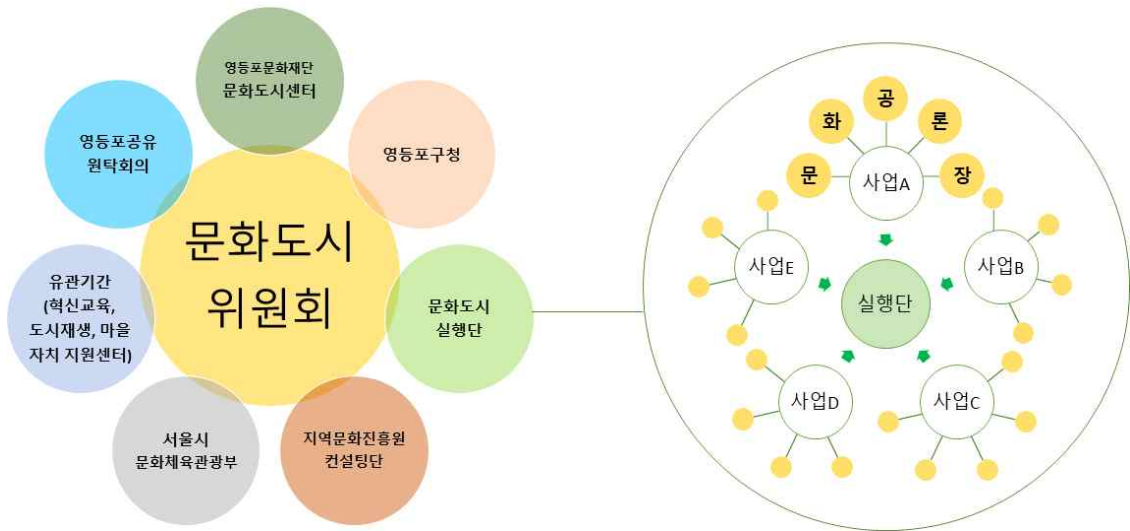 영등포문화재단
문화도시센터
영등포공유
원탁회의
영등포구청
문화도시
위원회
유관기간
(혁신교육,
도시재생, 마을
자치 지원센터)
문화도시
실행단
서울시
문화체육관광부
지역문화진흥원
컨설팅단
문
화
공
론
장
사업A
사업E
사업B
실행단
사업D
사업C